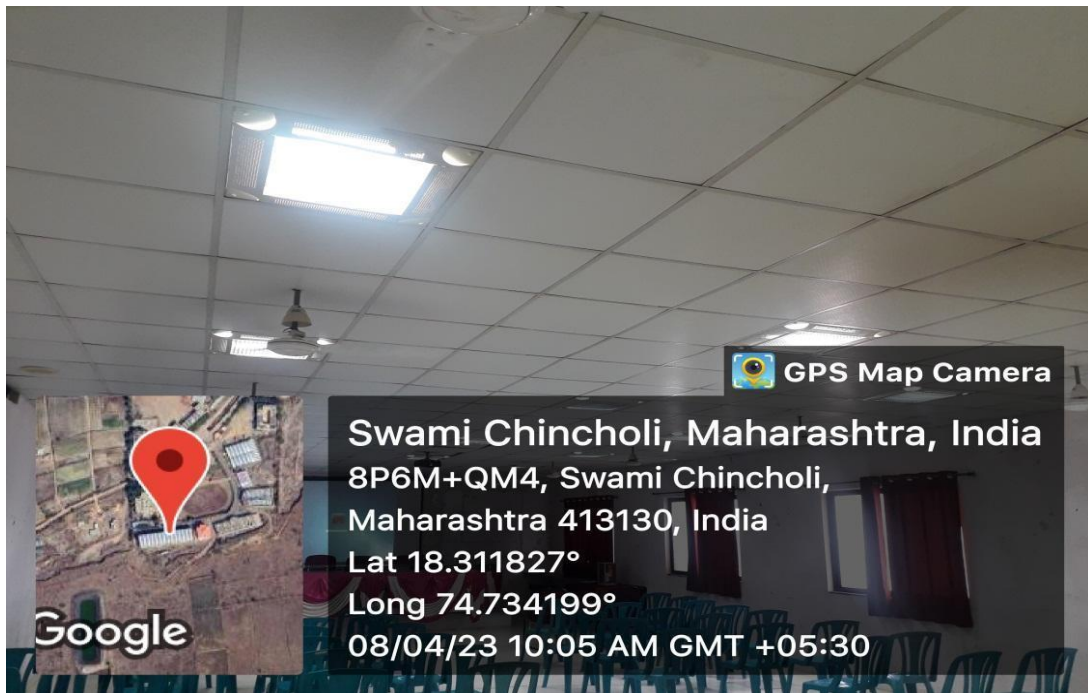 GPS Map Camera
Swami Chincholi, Maharashtra, India
8P6M+QM4, Swami Chincholi,
Maharashtra 413130, India
Lat 18.311827°
Long 74.734199°
08/04/23 10:05 AM GMT +05:30
Google